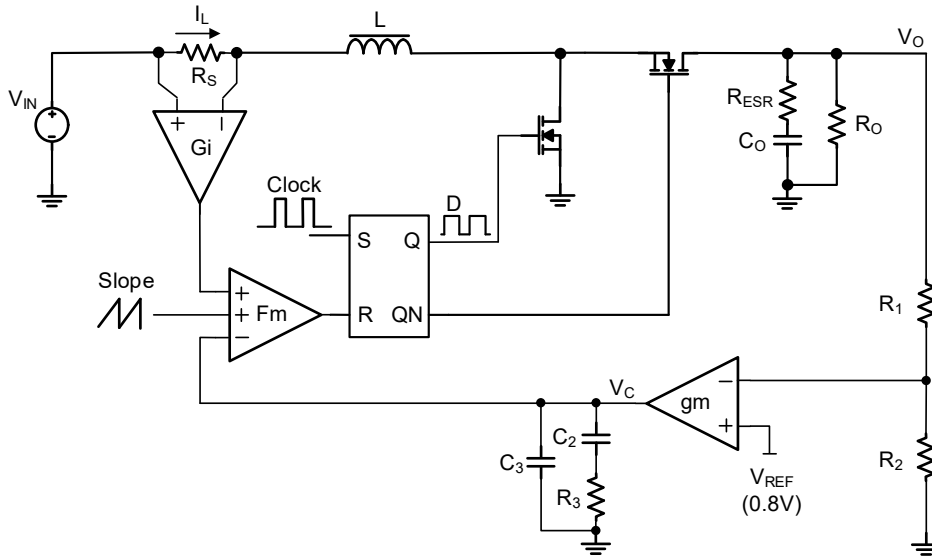 I_L
L
V_O
R_S
V_IN
+
−
Gi
+
−
R_ESR
C_O
R_O
Clock
D
S
Q
Slope
+
+
−
Fm
R
QN
R_1
V_C
gm
−
+
C_2
C_3
R_3
V_REF
(0.8V)
R_2